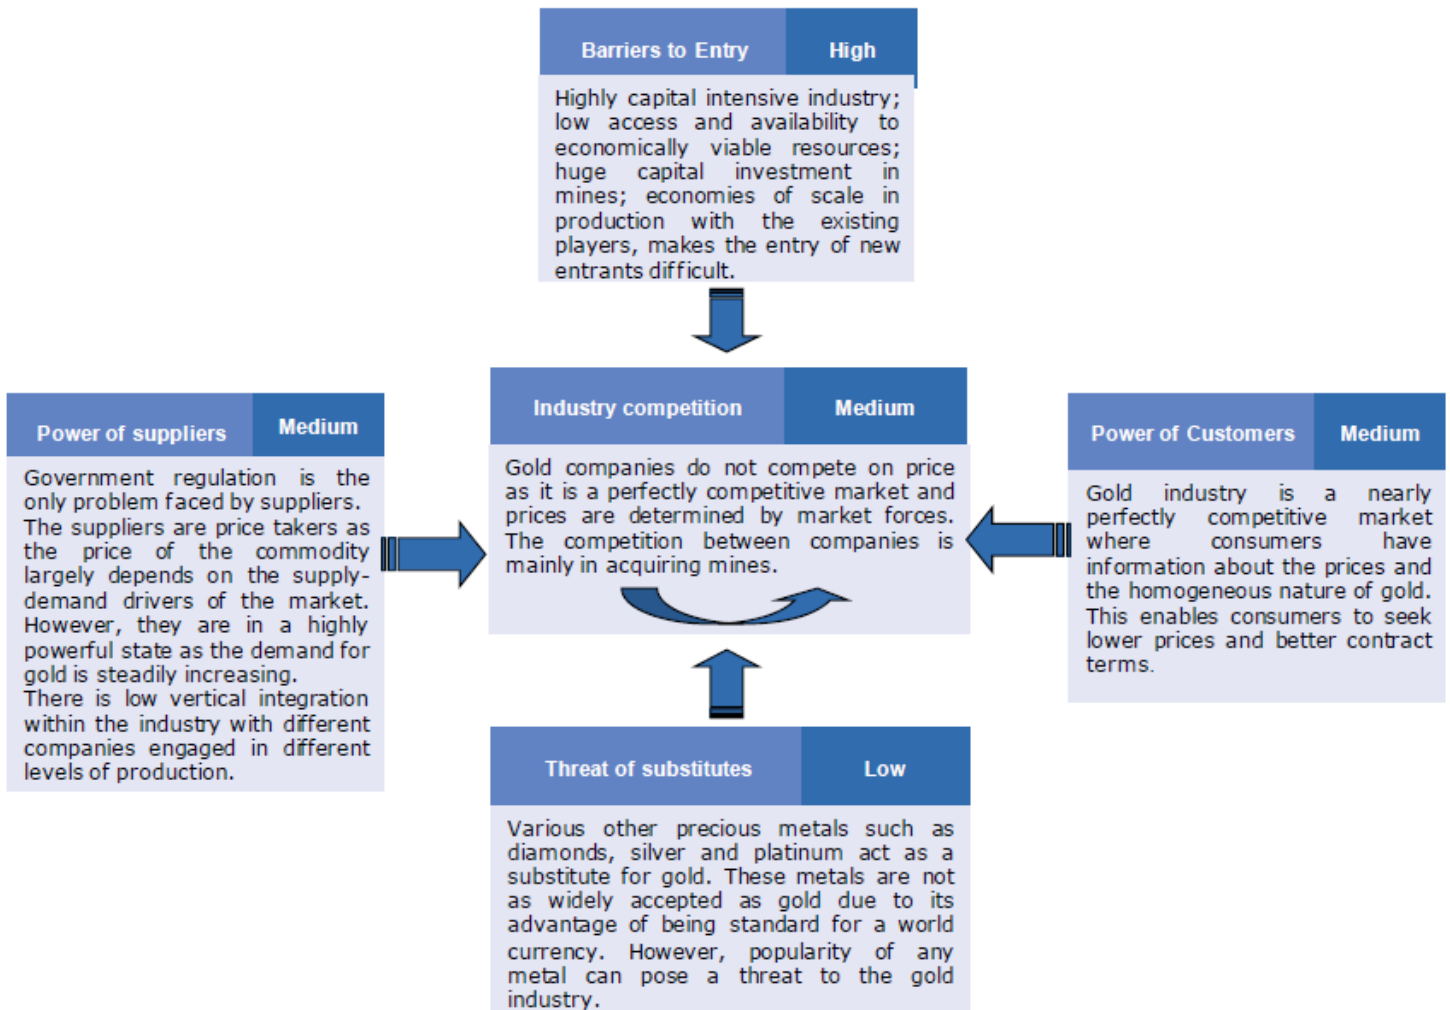 Barriers to Entry High
Highly capital intensive industry;
low access and availability to
economically viable resources;
huge capital investment in
mines; economies of scale in
production with the existing
players, makes the entry of new
entrants difficult.
Power of suppliers Medium
Government regulation is the
only problem faced by suppliers.
The suppliers are price takers as
the price of the commodity
largely depends on the supply-
demand drivers of the market.
However, they are in a highly
powerful state as the demand for
gold is steadily increasing.
There is low vertical integration
within the industry with different
companies engaged in different
levels of production.
Industry competition Medium
Gold companies do not compete on price
as it is a perfectly competitive market and
prices are determined by market forces.
The competition between companies is
mainly in acquiring mines.
Power of Customers Medium
Gold industry is a nearly
perfectly competitive market
where consumers have
information about the prices and
the homogeneous nature of gold.
This enables consumers to seek
lower prices and better contract
terms.
Threat of substitutes Low
Various other precious metals such as
diamonds, silver and platinum act as a
substitute for gold. These metals are not
as widely accepted as gold due to its
advantage of being standard for a world
currency. However, popularity of any
metal can pose a threat to the gold
industry.